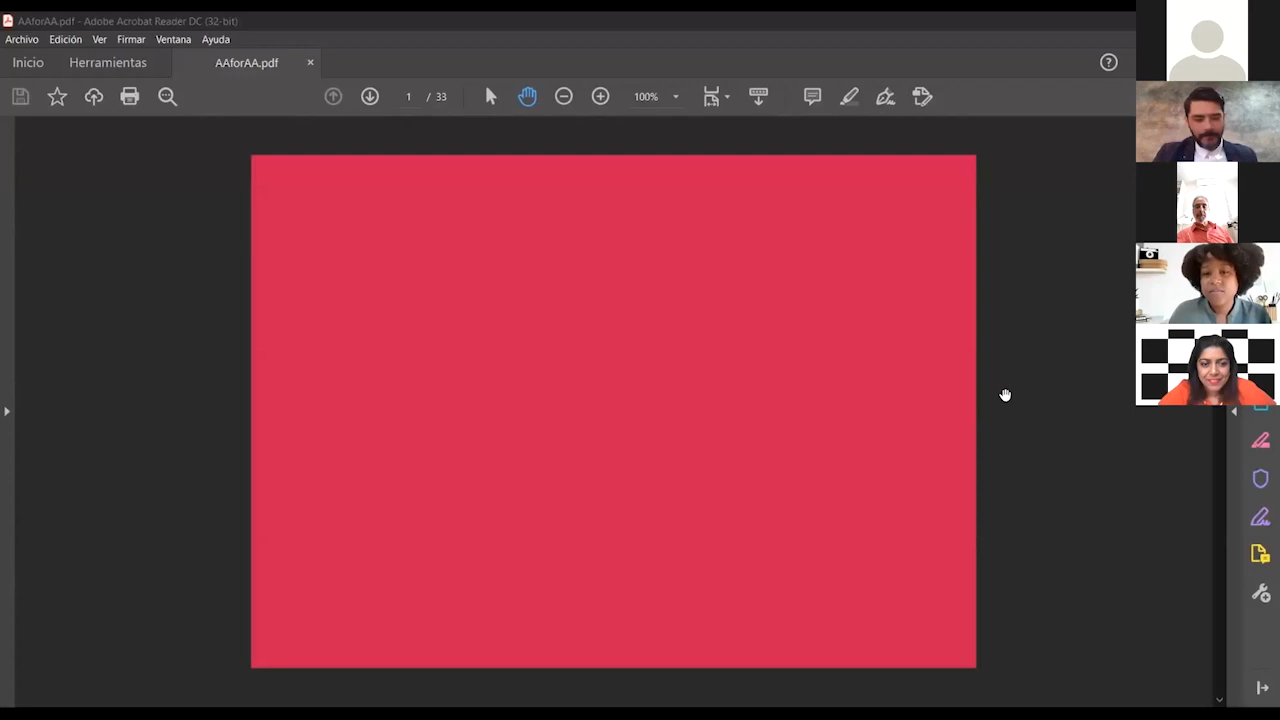 AAforAA.pdf - Adobe Acrobat Reader DC (32-bit)
Archivo Edición Ver Firmar Ventana Ayuda
Inicio Herramientas AAforAA.pdf ×
1 / 33 100%